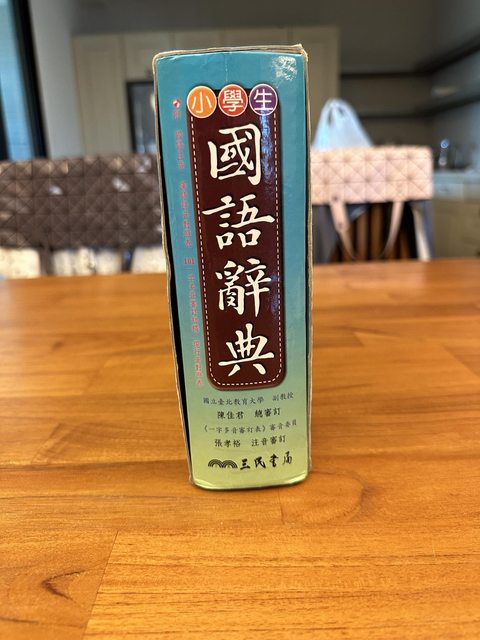 小學生
國語辭典
國立臺北教育大學 副教授
陳佳君 總審訂
《一字多音審訂表》審音委員
張孝裕 注音審訂
三民書局